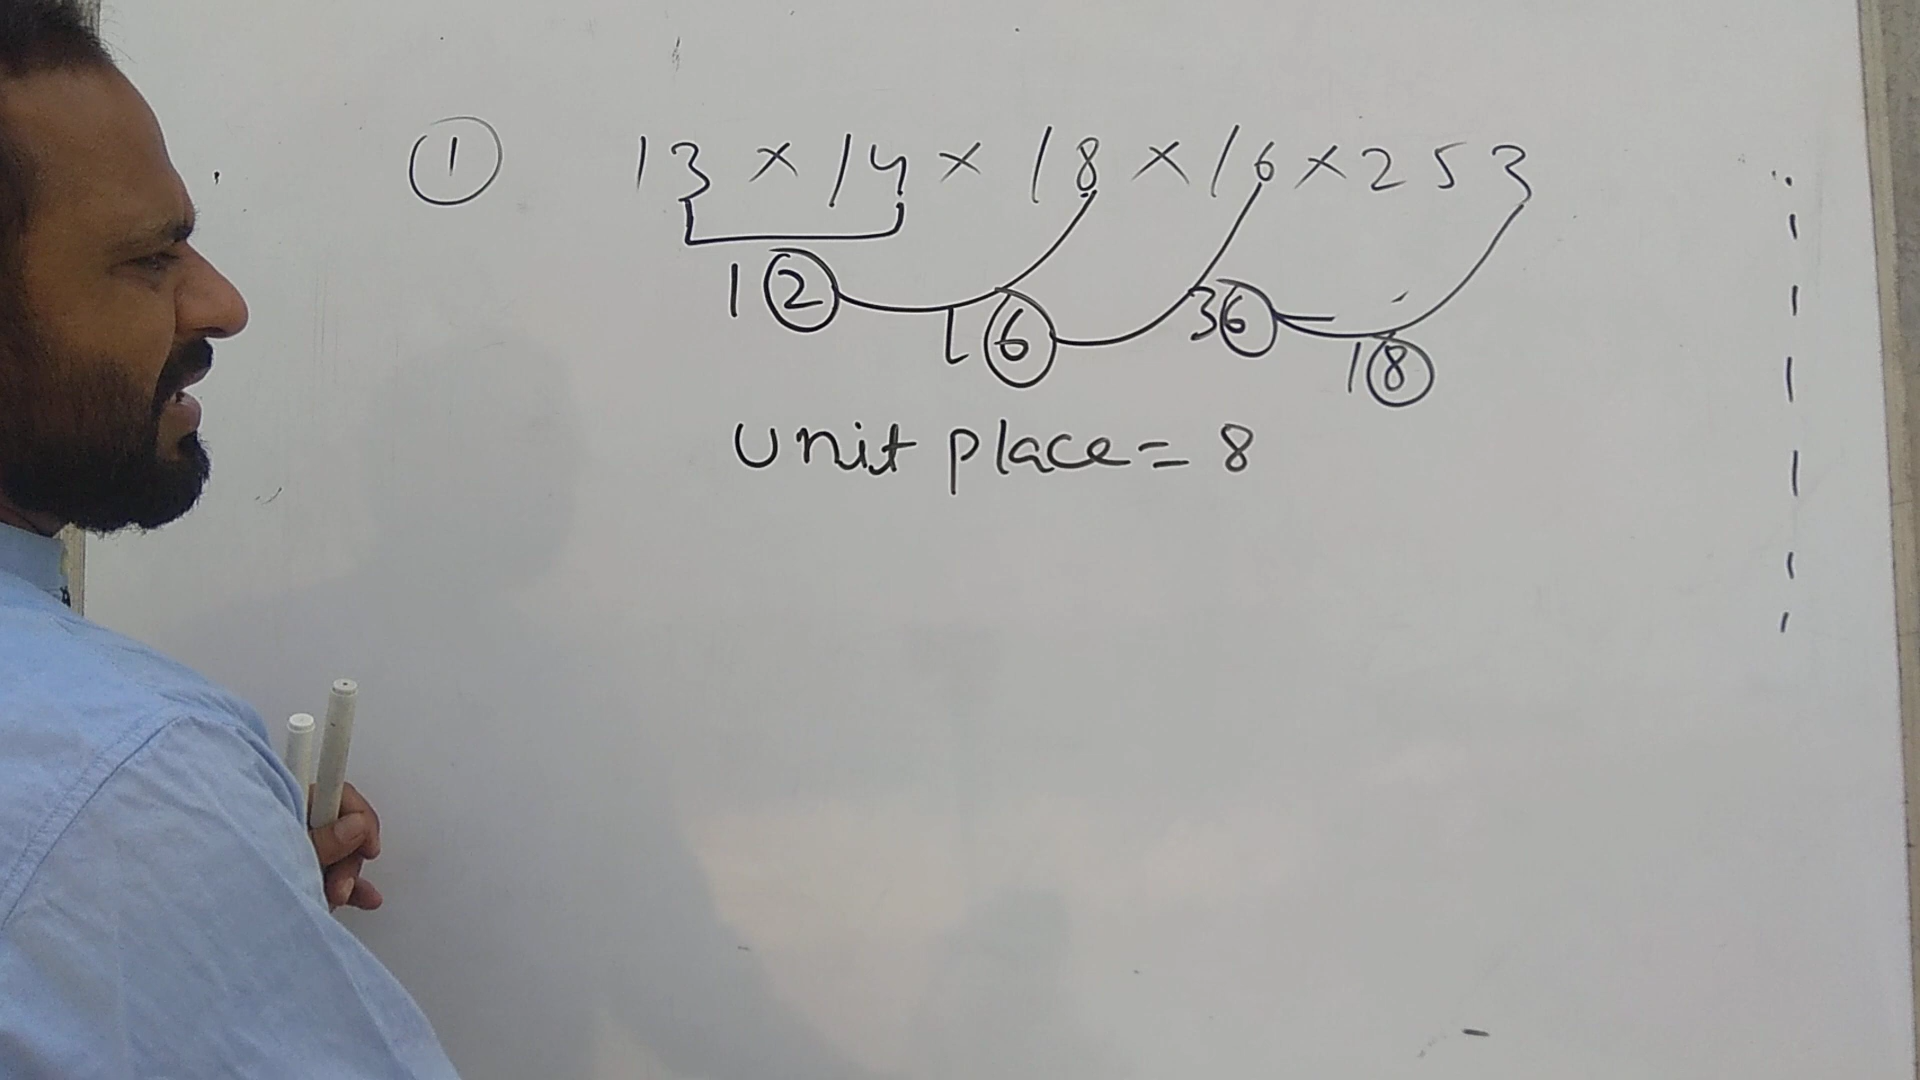 1 13 × 14 × 18 × 16 × 253
12 16 36 18
unit place = 8